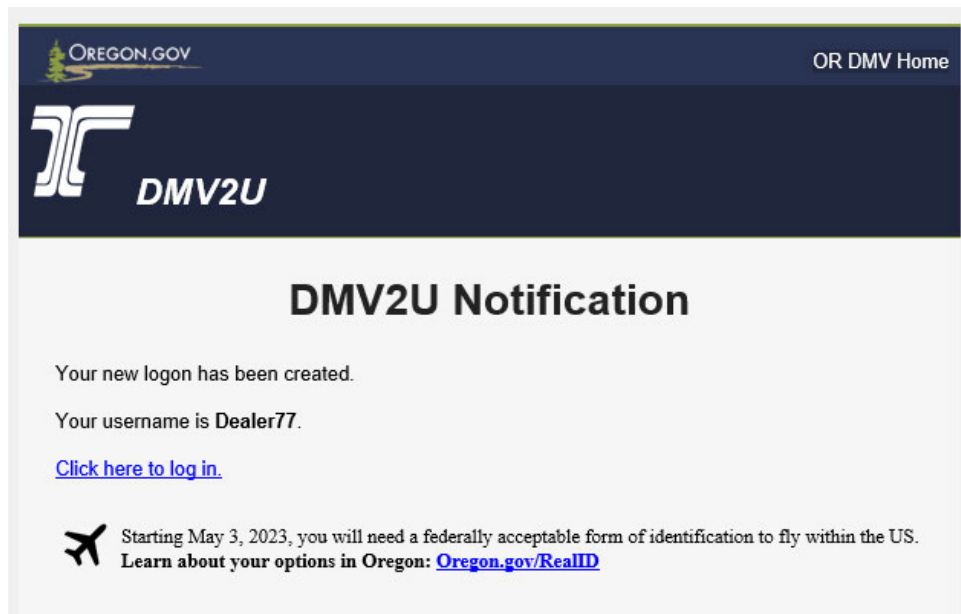 OREGON.GOV
OR DMV Home
DMV2U
DMV2U Notification
Your new logon has been created.
Your username is Dealer77.
Click here to log in.
Starting May 3, 2023, you will need a federally acceptable form of identification to fly within the US.
Learn about your options in Oregon: Oregon.gov/RealID